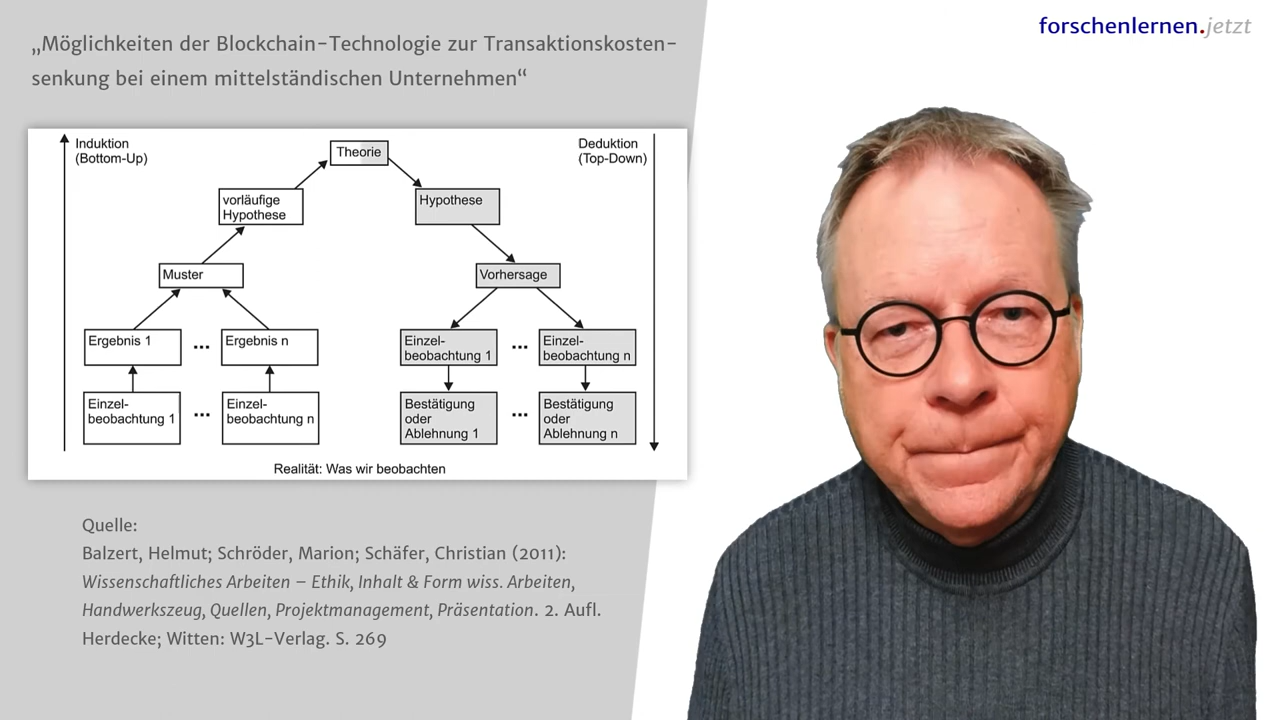 forschenlernen.jetzt
„Möglichkeiten der Blockchain-Technologie zur Transaktionskosten-
senkung bei einem mittelständischen Unternehmen“
Induktion
(Bottom-Up)
Deduktion
(Top-Down)
Theorie
vorläufige
Hypothese
Hypothese
Muster
Vorhersage
Ergebnis 1
...
Ergebnis n
Einzel-
beobachtung 1
...
Einzel-
beobachtung n
Einzel-
beobachtung 1
...
Einzel-
beobachtung n
Bestätigung
oder
Ablehnung 1
...
Bestätigung
oder
Ablehnung n
Realität: Was wir beobachten
Quelle:
Balzert, Helmut; Schröder, Marion; Schäfer, Christian (2011):
Wissenschaftliches Arbeiten – Ethik, Inhalt & Form wiss. Arbeiten,
Handwerkszeug, Quellen, Projektmanagement, Präsentation. 2. Aufl.
Herdecke; Witten: W3L-Verlag. S. 269